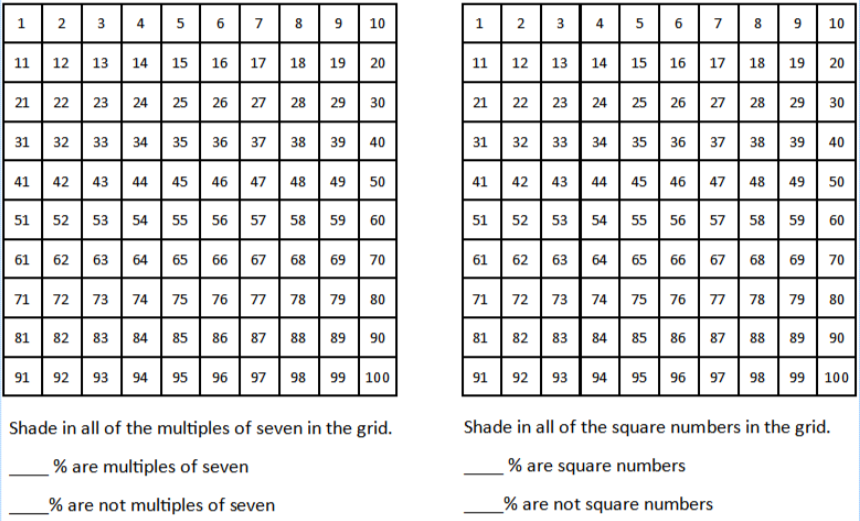 1 2 3 4 5 6 7 8 9 10
11 12 13 14 15 16 17 18 19 20
21 22 23 24 25 26 27 28 29 30
31 32 33 34 35 36 37 38 39 40
41 42 43 44 45 46 47 48 49 50
51 52 53 54 55 56 57 58 59 60
61 62 63 64 65 66 67 68 69 70
71 72 73 74 75 76 77 78 79 80
81 82 83 84 85 86 87 88 89 90
91 92 93 94 95 96 97 98 99 100
Shade in all of the multiples of seven in the grid.
____ % are multiples of seven
____% are not multiples of seven
1 2 3 4 5 6 7 8 9 10
11 12 13 14 15 16 17 18 19 20
21 22 23 24 25 26 27 28 29 30
31 32 33 34 35 36 37 38 39 40
41 42 43 44 45 46 47 48 49 50
51 52 53 54 55 56 57 58 59 60
61 62 63 64 65 66 67 68 69 70
71 72 73 74 75 76 77 78 79 80
81 82 83 84 85 86 87 88 89 90
91 92 93 94 95 96 97 98 99 100
Shade in all of the square numbers in the grid.
____ % are square numbers
____% are not square numbers